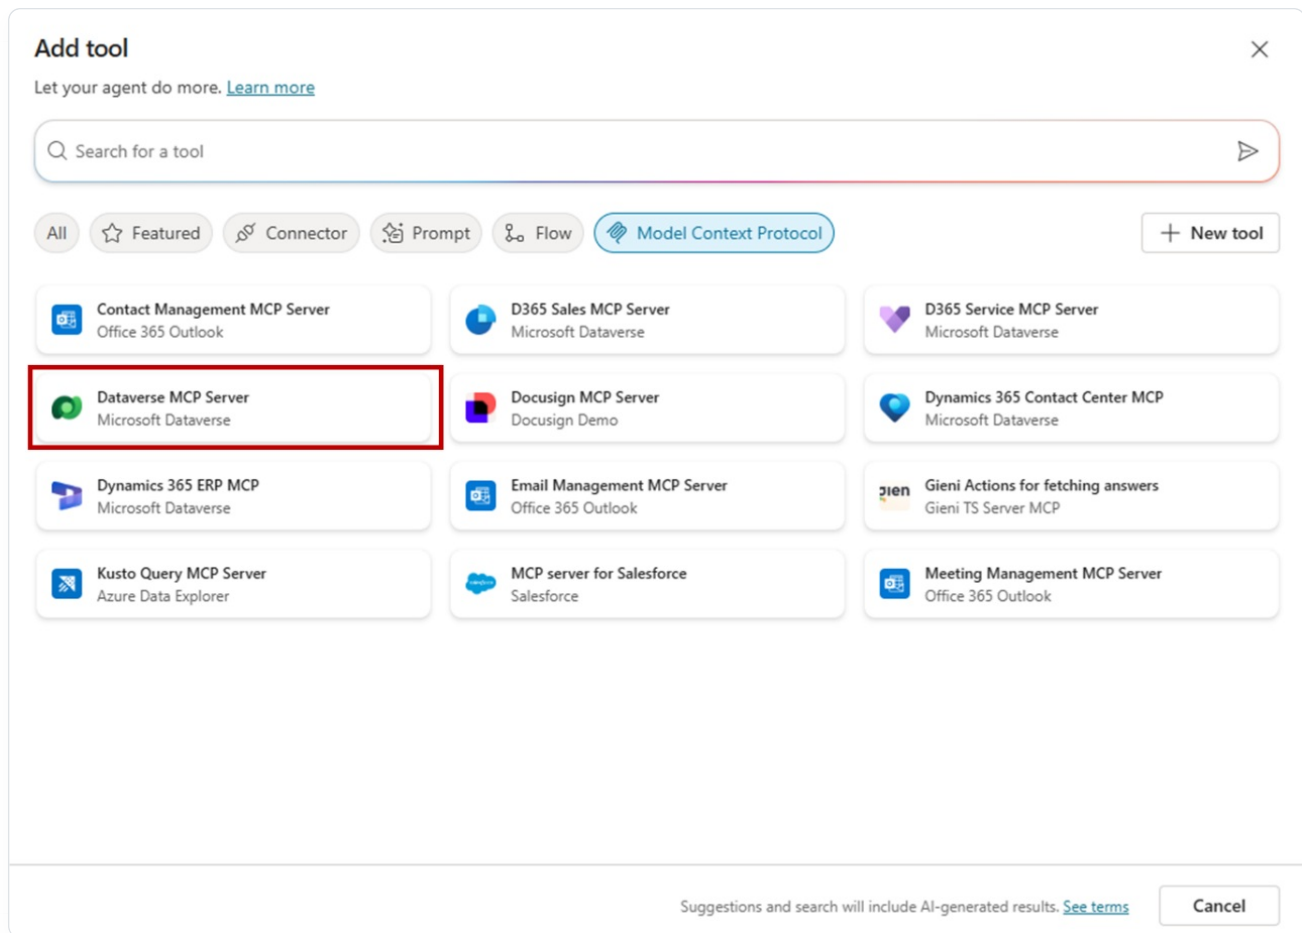 Add tool
Let your agent do more. Learn more
Search for a tool
All Featured Connector Prompt Flow Model Context Protocol New tool
Contact Management MCP Server
Office 365 Outlook
D365 Sales MCP Server
Microsoft Dataverse
D365 Service MCP Server
Microsoft Dataverse
Dataverse MCP Server
Microsoft Dataverse
Docusign MCP Server
Docusign Demo
Dynamics 365 Contact Center MCP
Microsoft Dataverse
Dynamics 365 ERP MCP
Microsoft Dataverse
Email Management MCP Server
Office 365 Outlook
gien
Gieni Actions for fetching answers
Gieni TS Server MCP
Kusto Query MCP Server
Azure Data Explorer
MCP server for Salesforce
Salesforce
Meeting Management MCP Server
Office 365 Outlook
Suggestions and search will include AI-generated results. See terms
Cancel